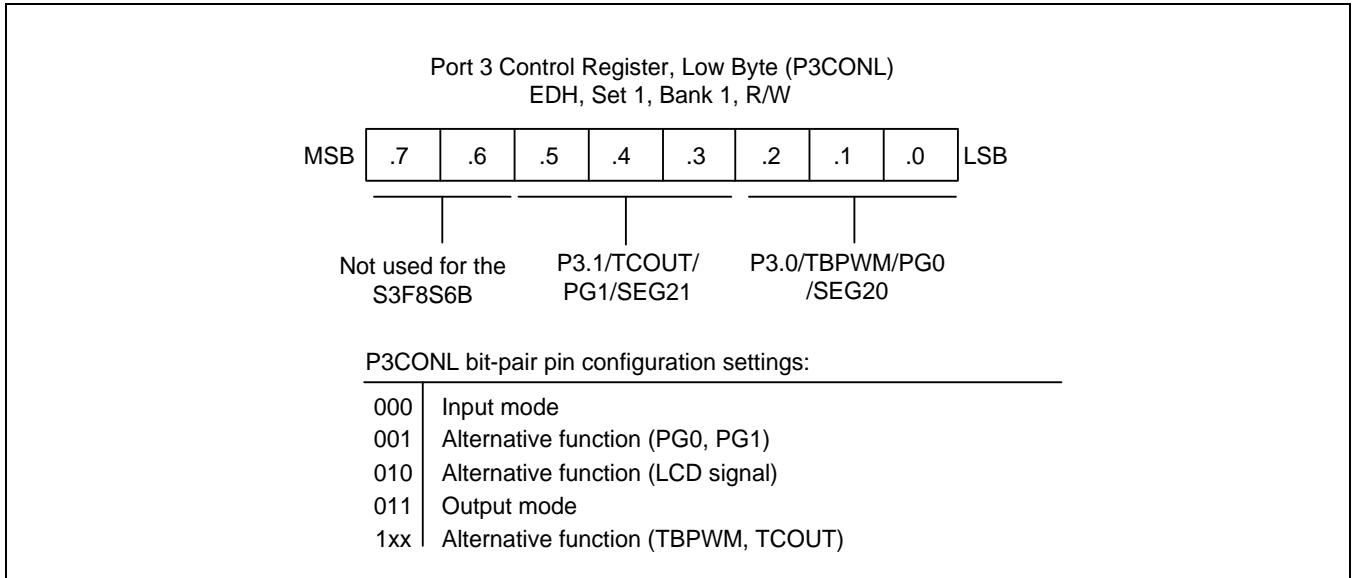 Port 3 Control Register, Low Byte (P3CONL)
EDH, Set 1, Bank 1, R/W
MSB .7 .6 .5 .4 .3 .2 .1 .0 LSB
Not used for the
S3F8S6B
P3.1/TCOUT/
PG1/SEG21
P3.0/TBPWM/PG0
/SEG20
P3CONL bit-pair pin configuration settings:
000 Input mode
001 Alternative function (PG0, PG1)
010 Alternative function (LCD signal)
011 Output mode
1xx Alternative function (TBPWM, TCOUT)